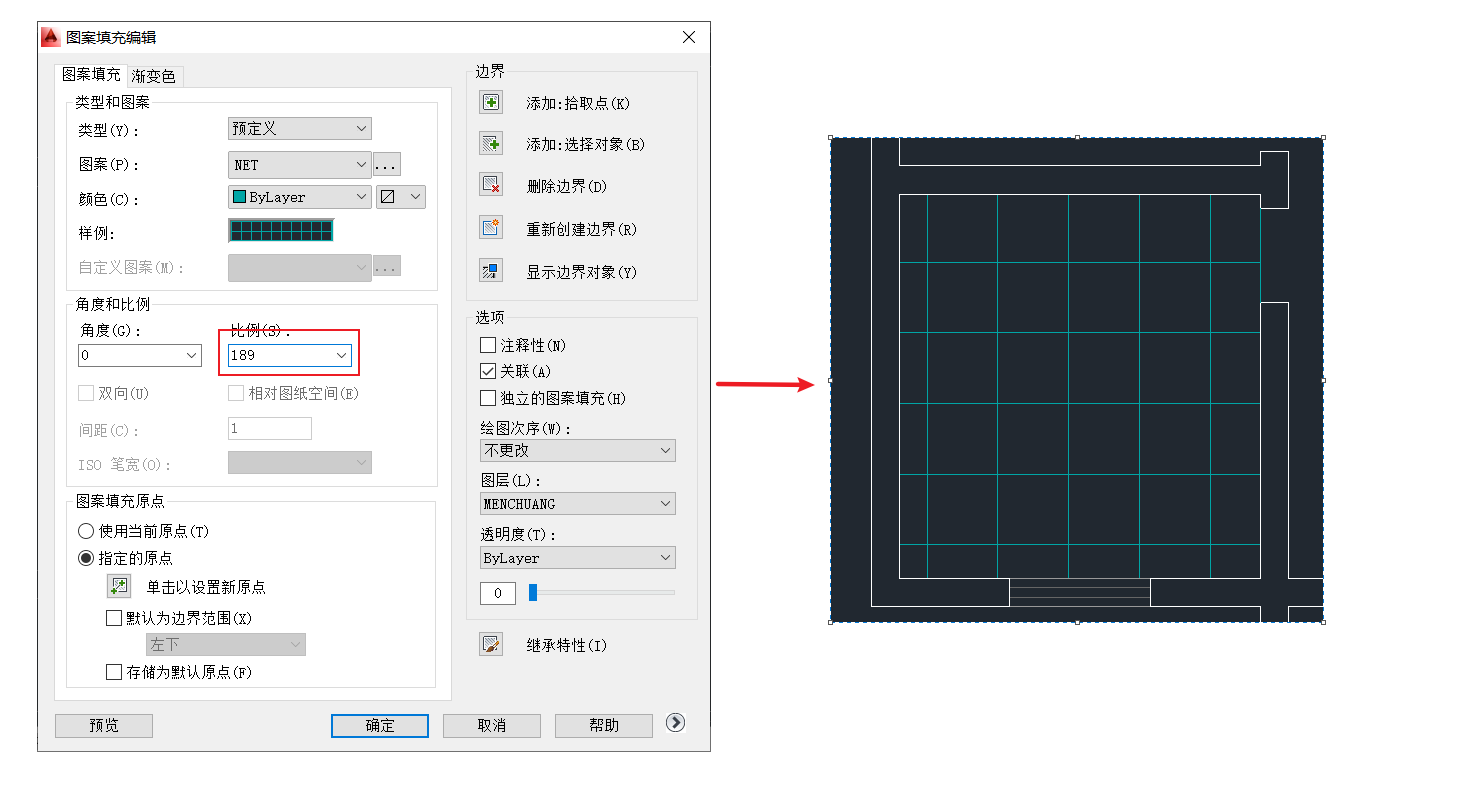 图案填充编辑
图案填充 渐变色
类型和图案
类型(Y): 预定义
图案(P): NET ...
颜色(C): ByLayer
样例:
自定义图案(M): ...
角度和比例
角度(G): 比例(S):
0 189
双向(U) 相对图纸空间(E)
间距(C): 1
ISO 笔宽(O):
图案填充原点
使用当前原点(T)
指定的原点
单击以设置新原点
默认为边界范围(X)
左下
存储为默认原点(F)
边界
添加:拾取点(K)
添加:选择对象(B)
删除边界(D)
重新创建边界(R)
显示边界对象(Y)
选项
注释性(N)
关联(A)
独立的图案填充(H)
绘图次序(W):
不更改
图层(L):
MENCHUANG
透明度(T):
ByLayer
0
继承特性(I)
预览 确定 取消 帮助